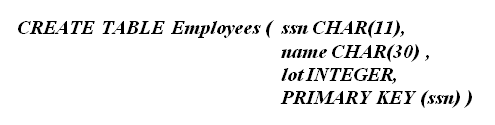 CREATE TABLE Employees ( ssn CHAR(11),
name CHAR(30) ,
lot INTEGER,
PRIMARY KEY (ssn) )